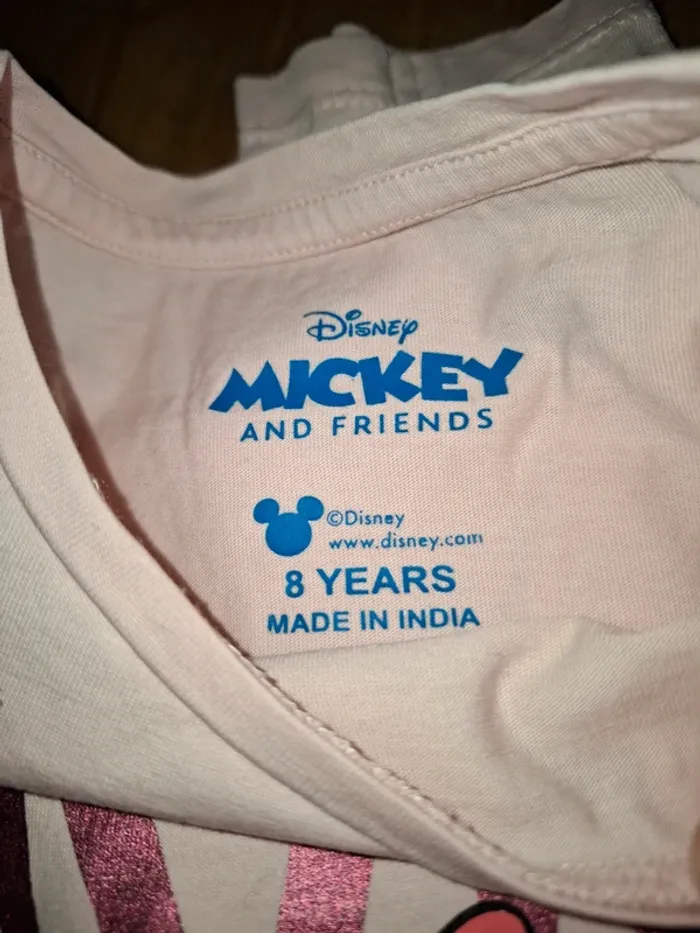 Disney
MICKEY
AND FRIENDS
©Disney
www.disney.com
8 YEARS
MADE IN INDIA